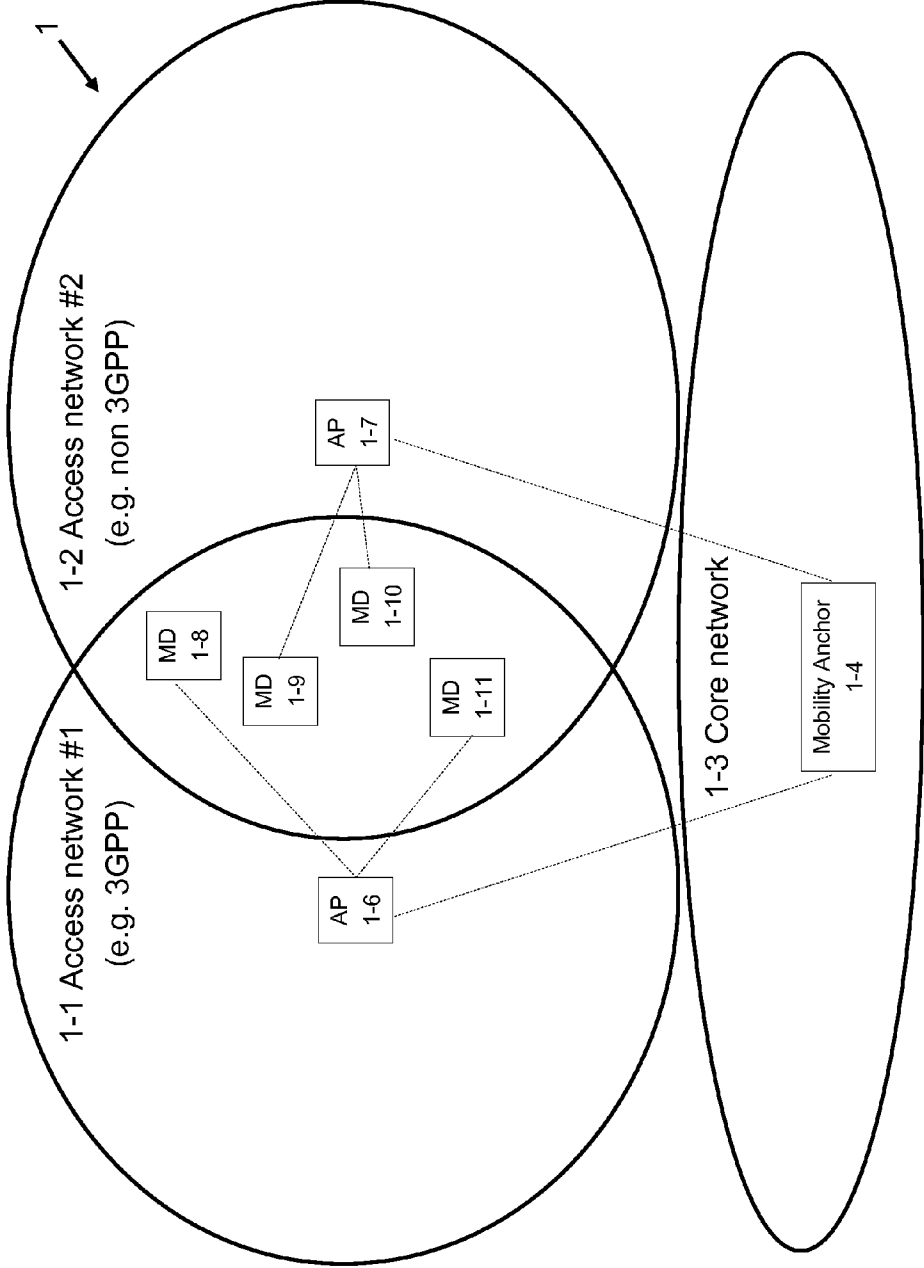 1
1-1 Access network #1
(e.g. 3GPP)
1-2 Access network #2
(e.g. non 3GPP)
MD
1-8
MD
1-9
MD
1-10
MD
1-11
AP
1-6
AP
1-7
1-3 Core network
Mobility Anchor
1-4